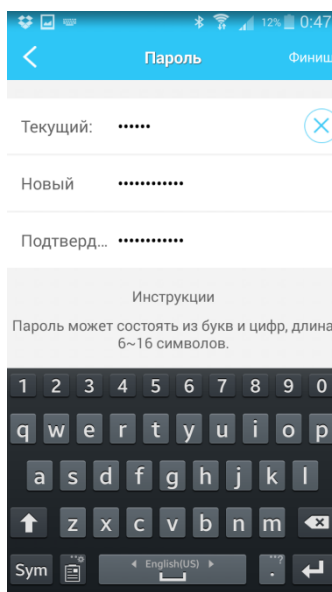 12% 0:47
Пароль Финиш
Текущий: ••••••
Новый ••••••••••••
Подтверд... ••••••••••••
Инструкции
Пароль может состоять из букв и цифр, длина
6~16 символов.
1 2 3 4 5 6 7 8 9 0
q w e r t y u i o p
a s d f g h j k l
z x c v b n m
Sym English(US) .